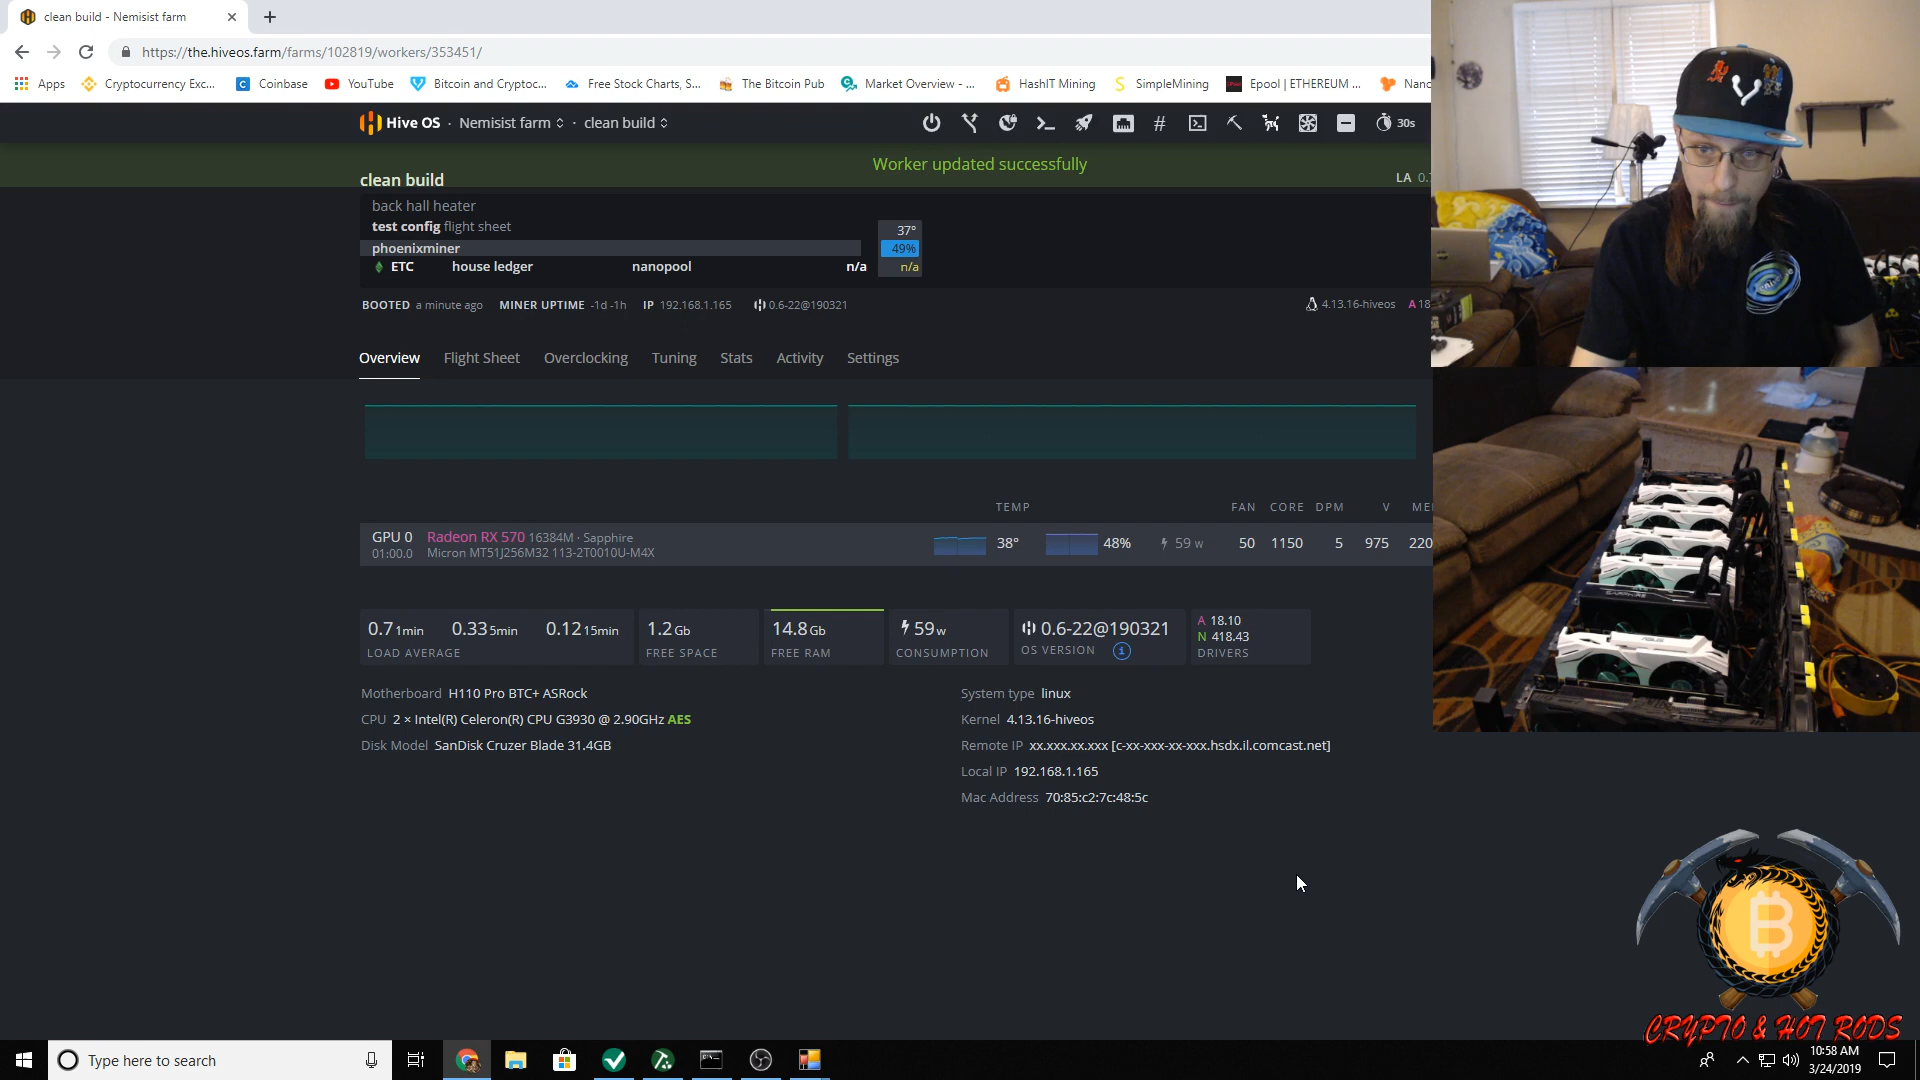 clean build - Nemisist farm
https://the.hiveos.farm/farms/102819/workers/353451/
Apps Cryptocurrency Exc... Coinbase YouTube Bitcoin and Cryptoc... Free Stock Charts, S... The Bitcoin Pub Market Overview - ... HashIT Mining SimpleMining Epool | ETHEREUM ... Nanc
Hive OS · Nemisist farm · clean build 30s
Worker updated successfully
clean build LA 0.
back hall heater
test config flight sheet
37°
phoenixminer 49%
ETC house ledger nanopool n/a n/a
BOOTED a minute ago MINER UPTIME -1d -1h IP 192.168.1.165 0.6-22@190321 4.13.16-hiveos A 18
Overview Flight Sheet Overclocking Tuning Stats Activity Settings
TEMP FAN CORE DPM V ME
GPU 0 Radeon RX 570 16384M · Sapphire
01:00.0 Micron MT51J256M32 113-2T0010U-M4X
38° 48% 59 w 50 1150 5 975 220
0.7 1min 0.33 5min 0.12 15min
LOAD AVERAGE
1.2 Gb
FREE SPACE
14.8 Gb
FREE RAM
59 w
CONSUMPTION
0.6-22@190321
OS VERSION i
A 18.10
N 418.43
DRIVERS
Motherboard H110 Pro BTC+ ASRock
CPU 2 × Intel(R) Celeron(R) CPU G3930 @ 2.90GHz AES
Disk Model SanDisk Cruzer Blade 31.4GB
System type linux
Kernel 4.13.16-hiveos
Remote IP xx.xxx.xx.xxx [c-xx-xxx-xx-xxx.hsdx.il.comcast.net]
Local IP 192.168.1.165
Mac Address 70:85:c2:7c:48:5c
CRYPTO & HOT RODS
Type here to search
10:58 AM
3/24/2019